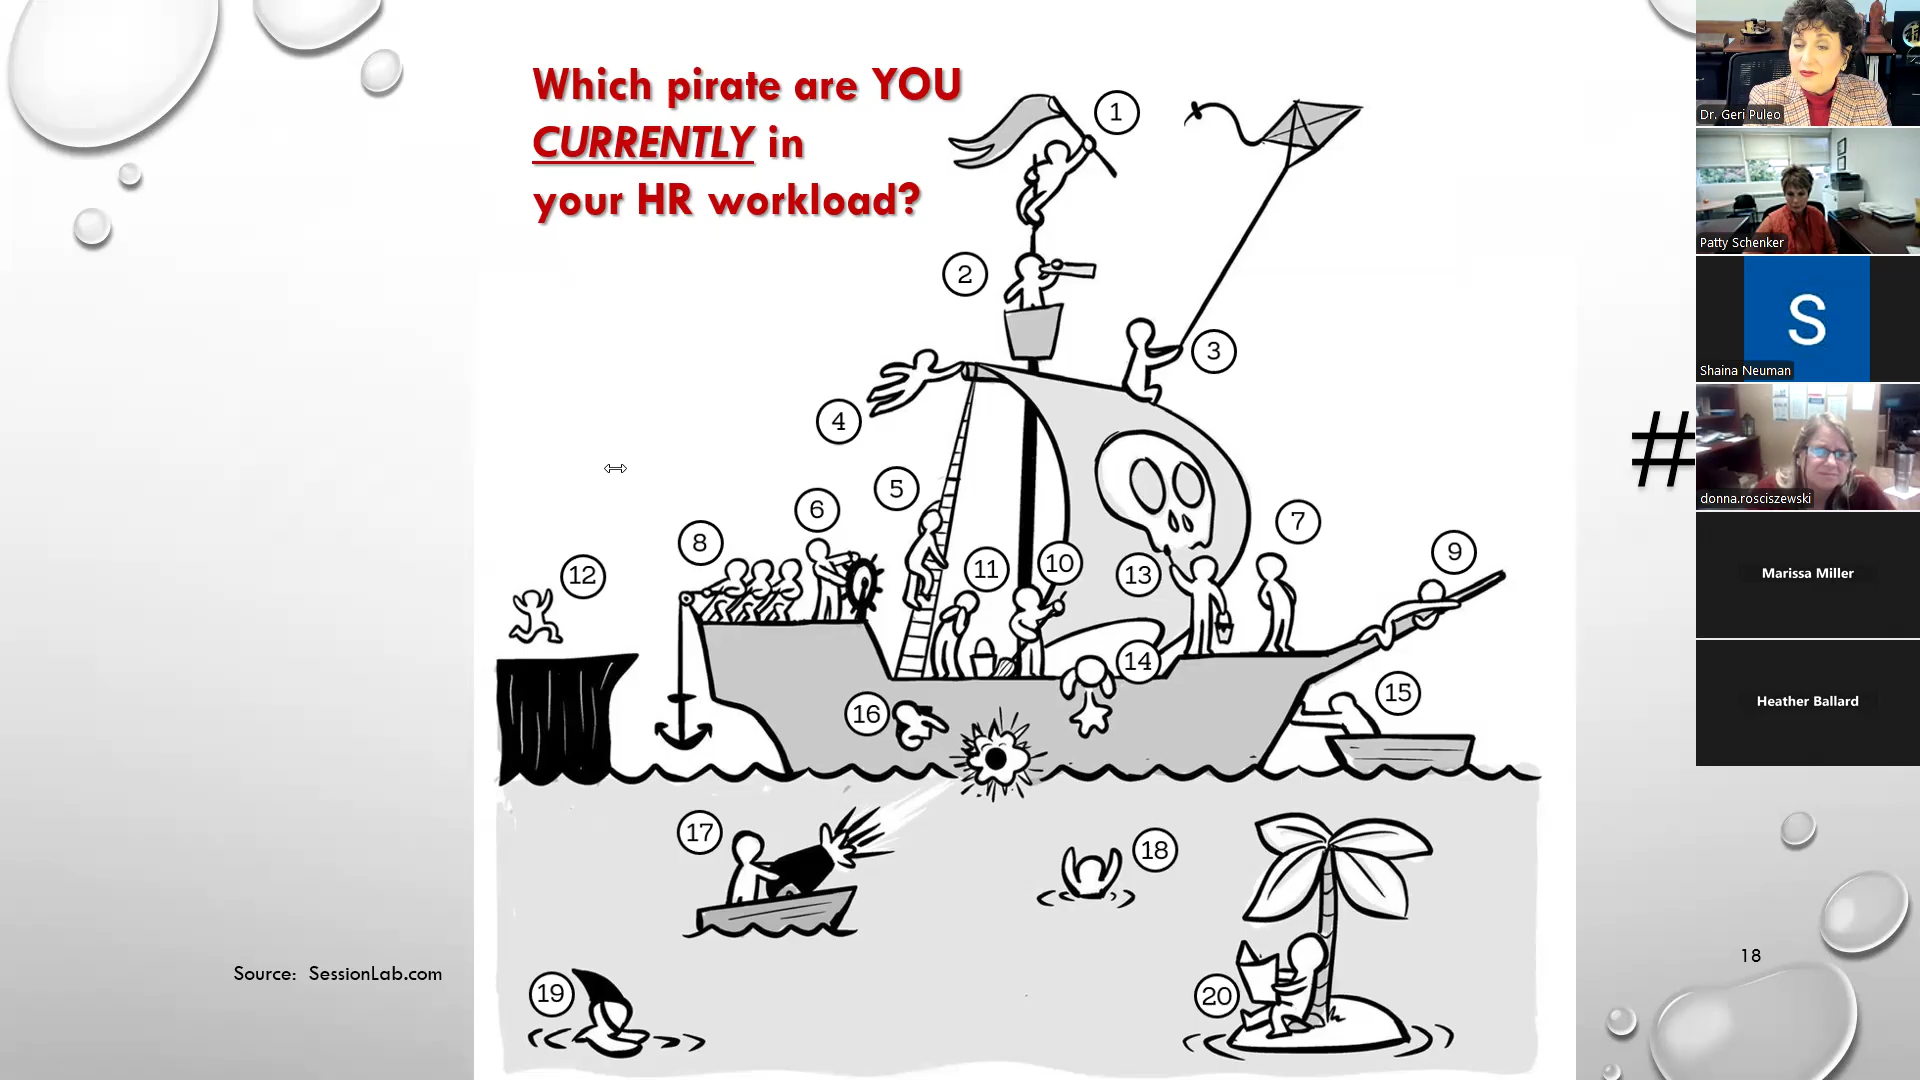 Which pirate are YOU
CURRENTLY in
your HR workload?
1
2
3
4
5
6
7
8
9
10
11
12
13
14
15
16
17
18
19
20
#
Source: SessionLab.com
18
Dr. Geri Puleo
Patty Schenker
S
Shaina Neuman
donna.rosciszewski
Marissa Miller
Heather Ballard